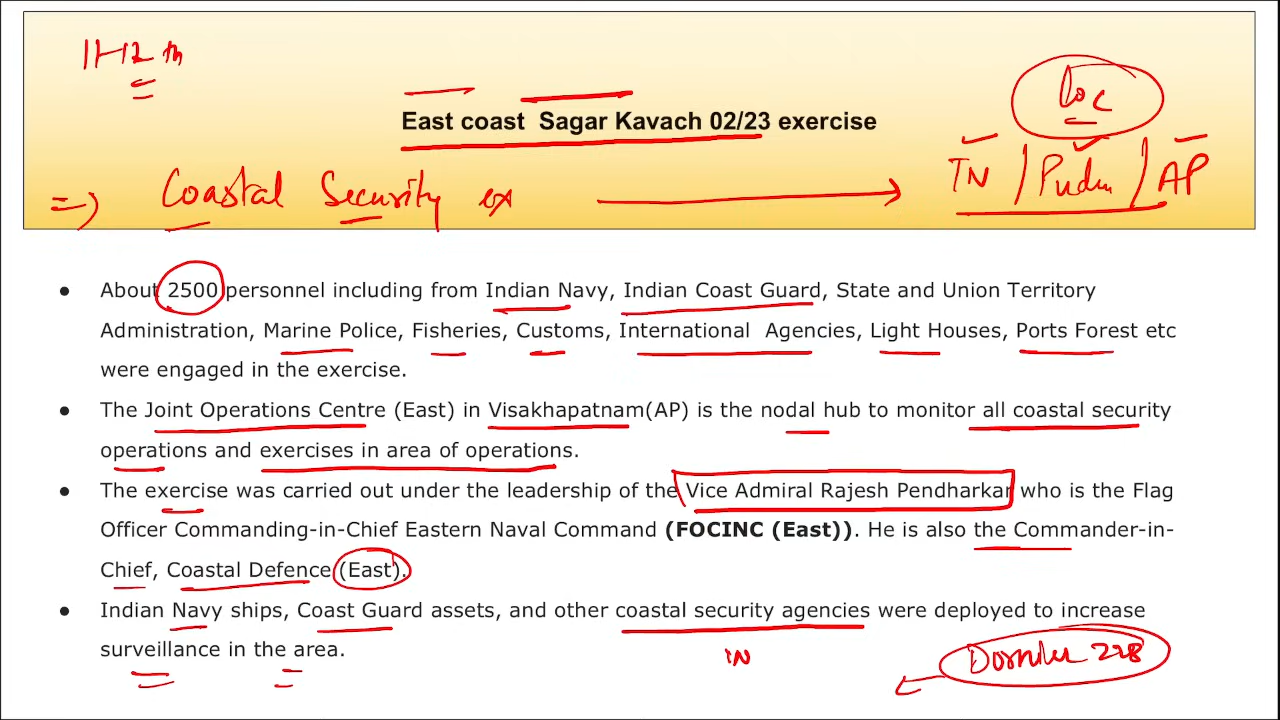 11-12th
Loc
East coast Sagar Kavach 02/23 exercise
=> Coastal Security ex
TN / Pudu / AP
● About 2500 personnel including from Indian Navy, Indian Coast Guard, State and Union Territory
Administration, Marine Police, Fisheries, Customs, International Agencies, Light Houses, Ports Forest etc
were engaged in the exercise.
● The Joint Operations Centre (East) in Visakhapatnam(AP) is the nodal hub to monitor all coastal security
operations and exercises in area of operations.
● The exercise was carried out under the leadership of the Vice Admiral Rajesh Pendharkar who is the Flag
Officer Commanding-in-Chief Eastern Naval Command (FOCINC (East)). He is also the Commander-in-
Chief, Coastal Defence (East).
● Indian Navy ships, Coast Guard assets, and other coastal security agencies were deployed to increase
surveillance in the area.
IN
Dornier 228